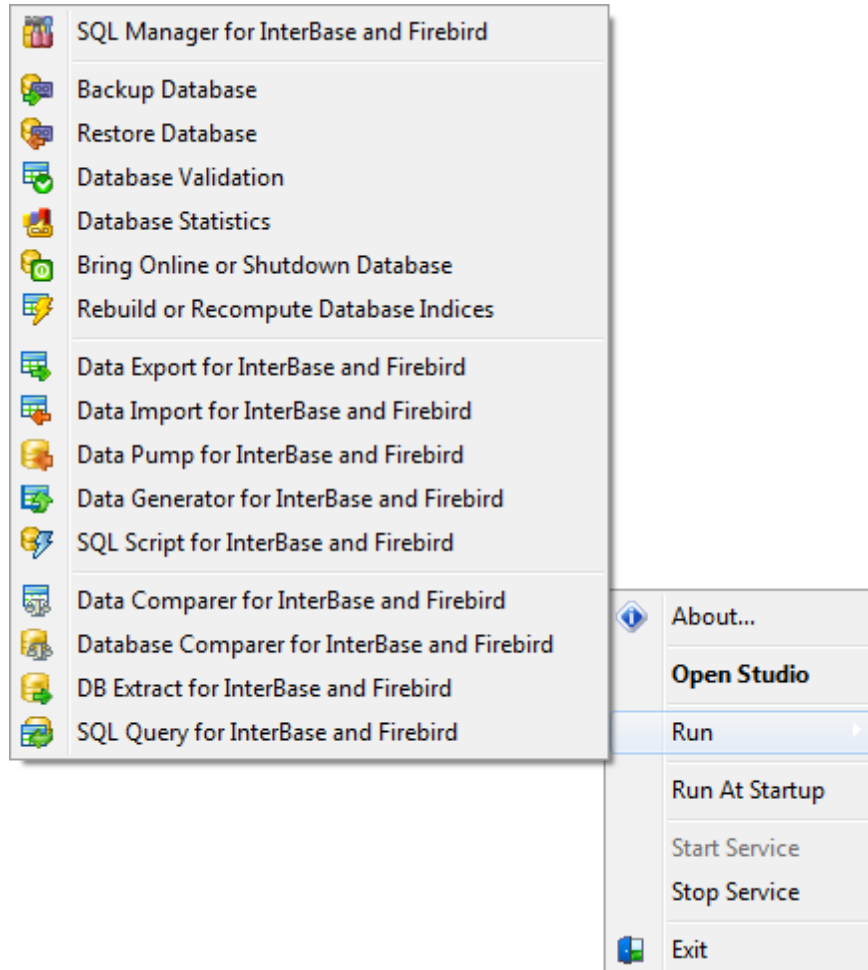 SQL Manager for InterBase and Firebird
Backup Database
Restore Database
Database Validation
Database Statistics
Bring Online or Shutdown Database
Rebuild or Recompute Database Indices
Data Export for InterBase and Firebird
Data Import for InterBase and Firebird
Data Pump for InterBase and Firebird
Data Generator for InterBase and Firebird
SQL Script for InterBase and Firebird
Data Comparer for InterBase and Firebird
Database Comparer for InterBase and Firebird
DB Extract for InterBase and Firebird
SQL Query for InterBase and Firebird
About...
Open Studio
Run
Run At Startup
Start Service
Stop Service
Exit